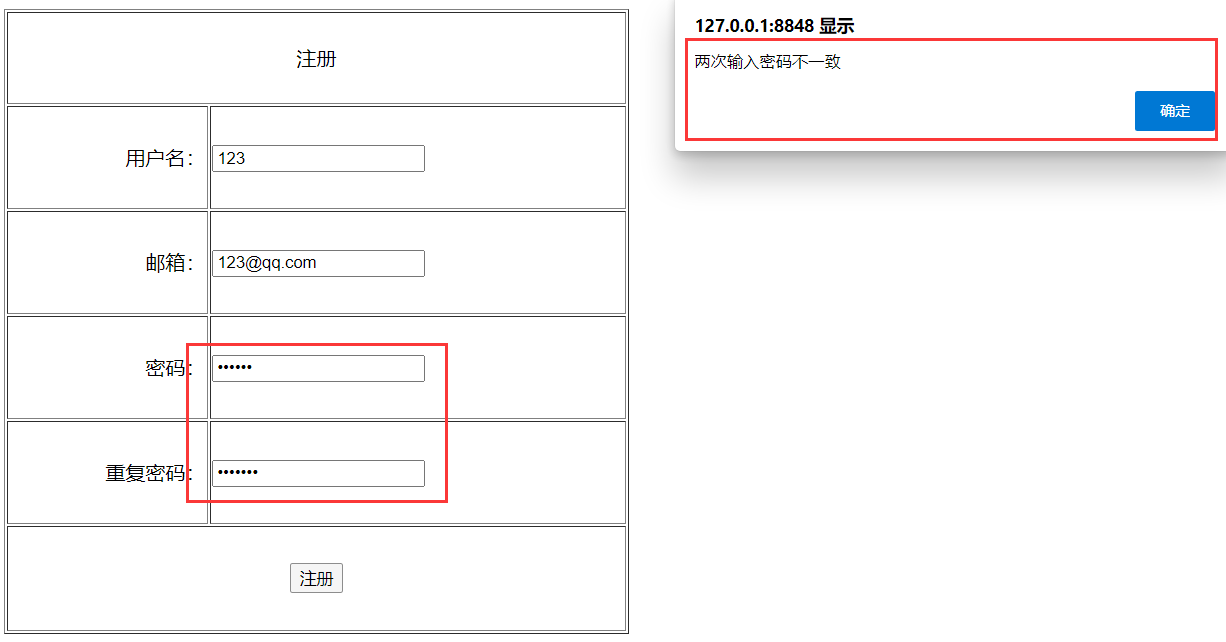 注册
用户名：
123
邮箱：
123@qq.com
密码：
••••••
重复密码：
•••••••
注册
127.0.0.1:8848 显示
两次输入密码不一致
确定